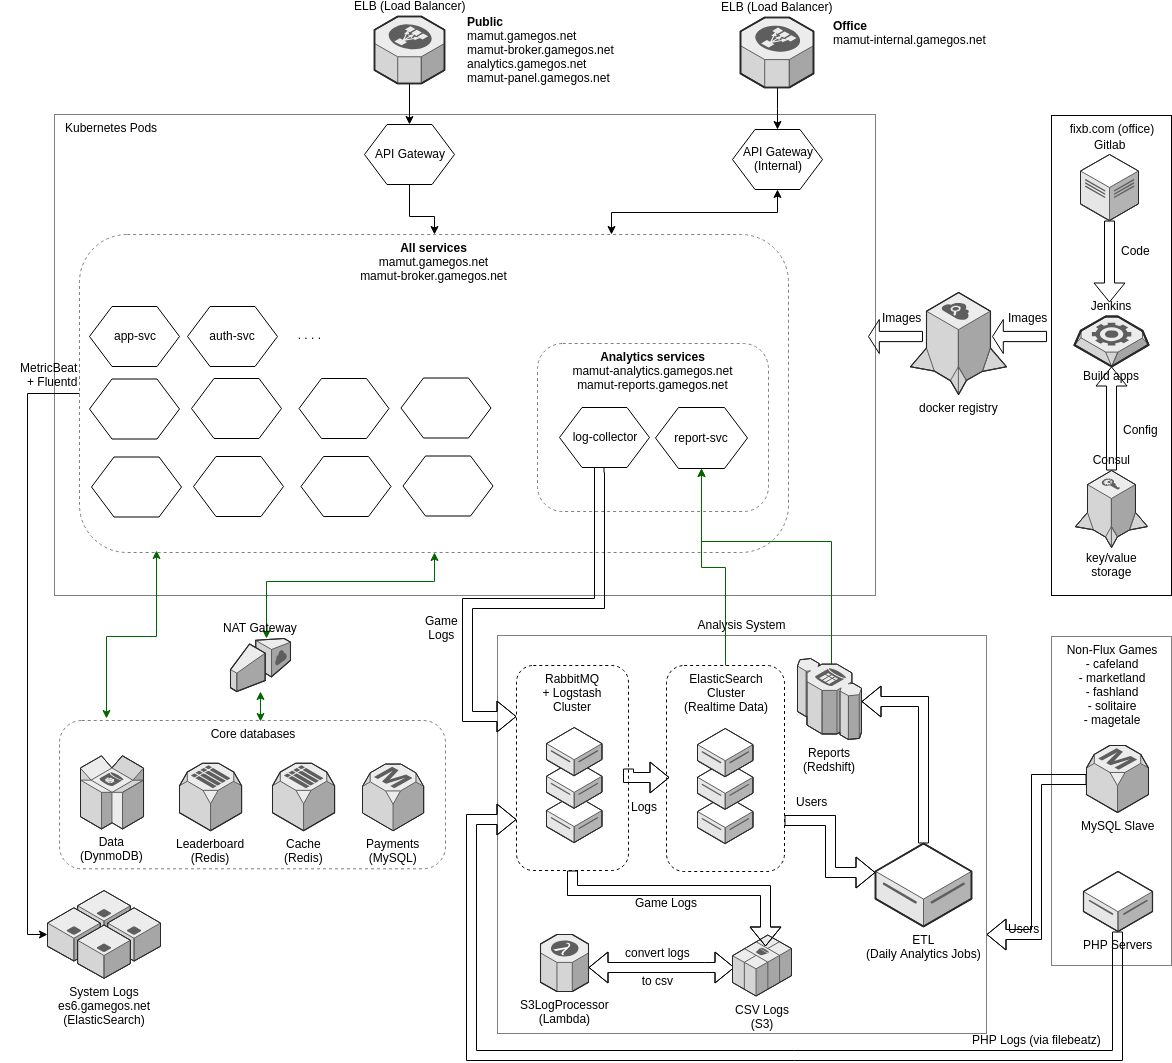 ELB (Load Balancer)
Public
mamut.gamegos.net
mamut-broker.gamegos.net
analytics.gamegos.net
mamut-panel.gamegos.net
ELB (Load Balancer)
Office
mamut-internal.gamegos.net
Kubernetes Pods
API Gateway
API Gateway
(Internal)
All services
mamut.gamegos.net
mamut-broker.gamegos.net
app-svc
auth-svc
. . . .
Analytics services
mamut-analytics.gamegos.net
mamut-reports.gamegos.net
log-collector
report-svc
MetricBeat
+ Fluentd
Images
docker registry
Images
fixb.com (office)
Gitlab
Code
Jenkins
Build apps
Config
Consul
key/value
storage
NAT Gateway
Game
Logs
Core databases
Data
(DynmoDB)
Leaderboard
(Redis)
Cache
(Redis)
Payments
(MySQL)
System Logs
es6.gamegos.net
(ElasticSearch)
Analysis System
RabbitMQ
+ Logstash
Cluster
Logs
ElasticSearch
Cluster
(Realtime Data)
Reports
(Redshift)
Users
Game Logs
ETL
(Daily Analytics Jobs)
S3LogProcessor
(Lambda)
convert logs
to csv
CSV Logs
(S3)
Non-Flux Games
- cafeland
- marketland
- fashland
- solitaire
- magetale
MySQL Slave
Users
PHP Servers
PHP Logs (via filebeatz)